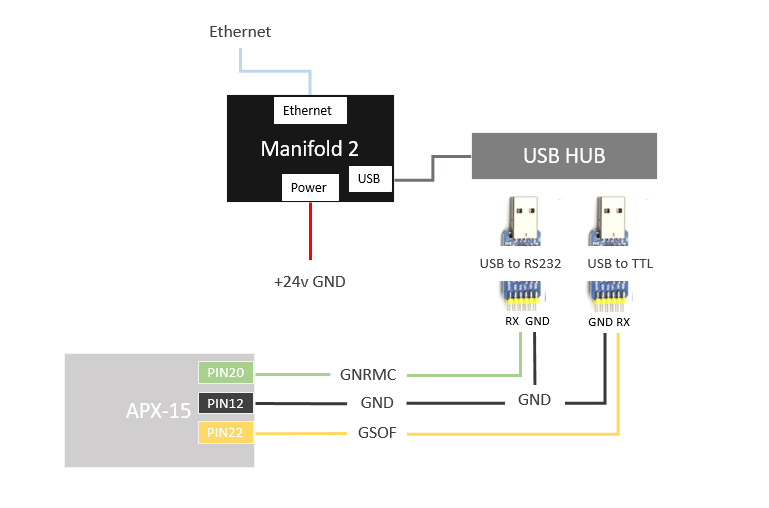 Ethernet
Ethernet
Manifold 2
USB
Power
USB HUB
+24v GND
USB to RS232
USB to TTL
RX GND
GND RX
APX-15
PIN20
GNRMC
PIN12
GND
GND
PIN22
GSOF